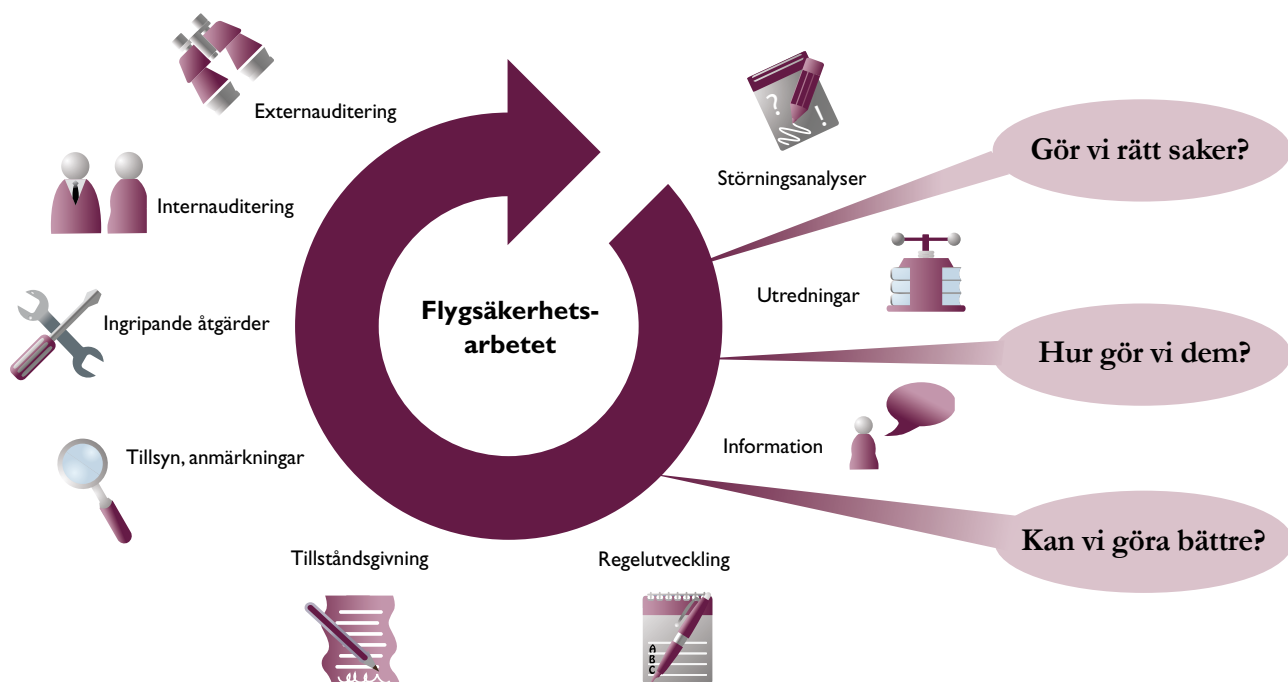 Externauditering
Internauditering
Ingripande åtgärder
Tillsyn, anmärkningar
Tillståndsgivning
Regelutveckling
Information
Utredningar
Störningsanalyser
Flygsäkerhets-
arbetet
Gör vi rätt saker?
Hur gör vi dem?
Kan vi göra bättre?
?
!
A
B
C